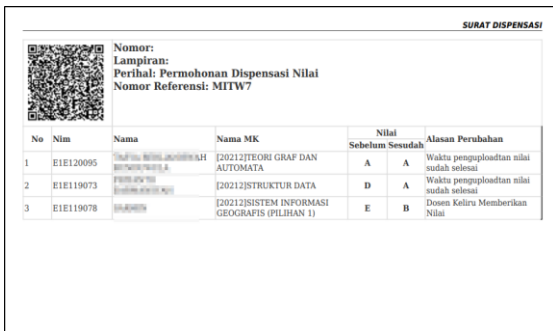 SURAT DISPENSASI
Nomor:
Lampiran:
Perihal: Permohonan Dispensasi Nilai
Nomor Referensi: MITW7
No Nim Nama Nama MK Nilai Alasan Perubahan
Sebelum Sesudah
1 E1E120095 [20212]TEORI GRAF DAN A A Waktu penguploadtan nilai
AUTOMATA sudah selesai
2 E1E119073 [20212]STRUKTUR DATA D A Waktu penguploadtan nilai
sudah selesai
3 E1E119078 [20212]SISTEM INFORMASI E B Dosen Keliru Memberikan
GEOGRAFIS (PILIHAN 1) Nilai